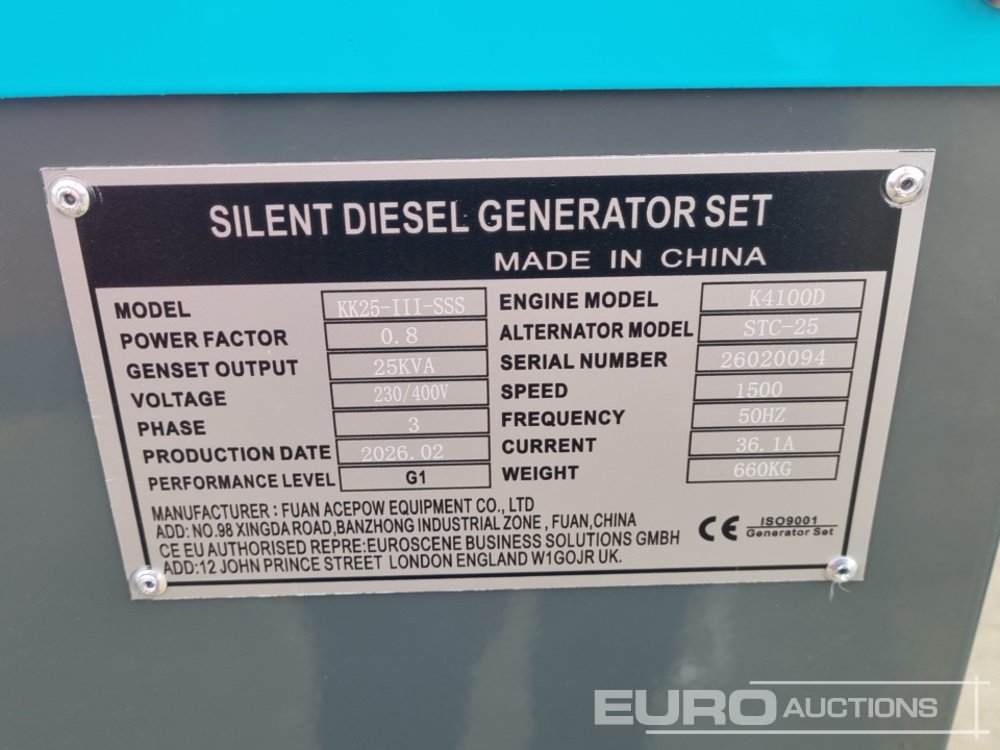 SILENT DIESEL GENERATOR SET
MADE IN CHINA
MODEL KK25-III-SSS
POWER FACTOR 0.8
GENSET OUTPUT 25KVA
VOLTAGE 230/400V
PHASE 3
PRODUCTION DATE 2026.02
PERFORMANCE LEVEL G1
ENGINE MODEL K4100D
ALTERNATOR MODEL STC-25
SERIAL NUMBER 26020094
SPEED 1500
FREQUENCY 50HZ
CURRENT 36.1A
WEIGHT 660KG
MANUFACTURER : FUAN ACEPOW EQUIPMENT CO., LTD
ADD: NO.98 XINGDA ROAD,BANZHONG INDUSTRIAL ZONE , FUAN,CHINA
CE EU AUTHORISED REPRE:EUROSCENE BUSINESS SOLUTIONS GMBH
ADD:12 JOHN PRINCE STREET LONDON ENGLAND W1GOJR UK.
CE ISO9001
Generator Set
EURO AUCTIONS